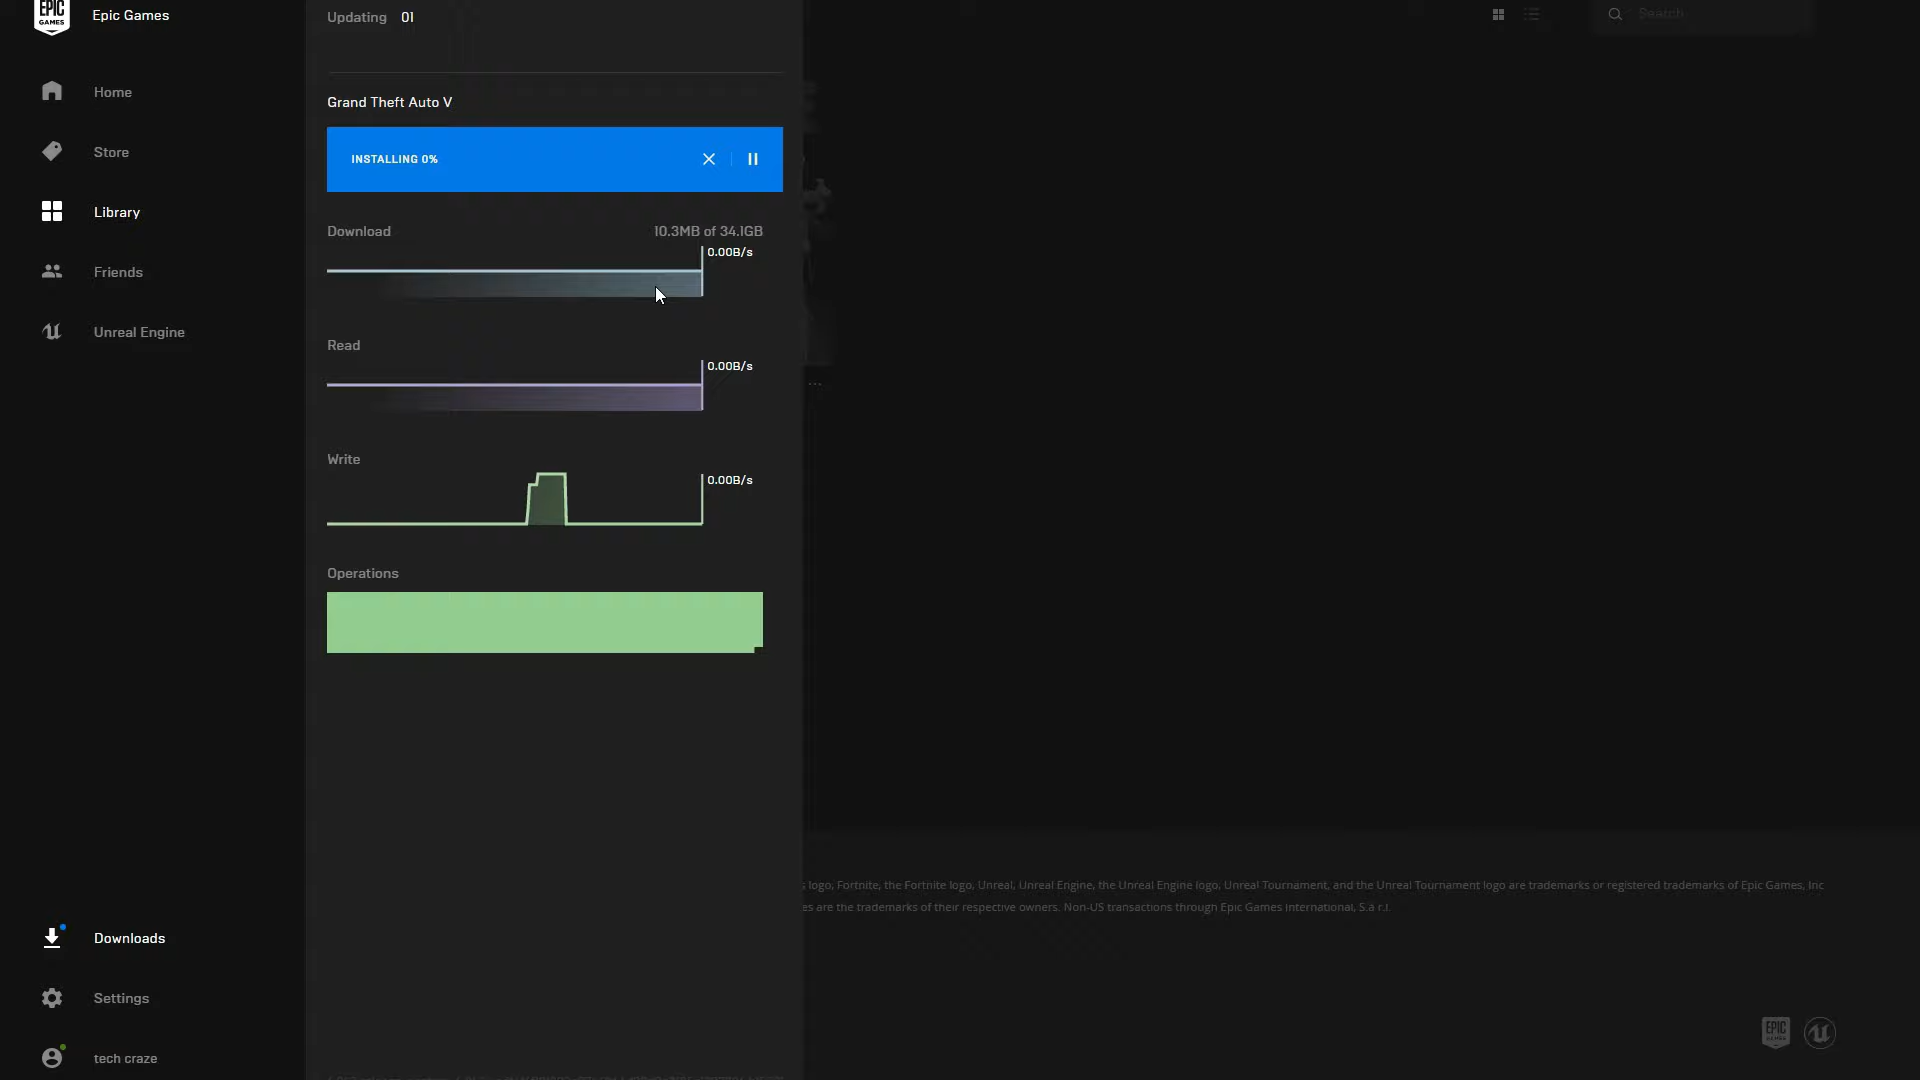 EPIC GAMES
Epic Games
Home
Store
Library
Friends
Unreal Engine
Downloads
Settings
tech craze
Updating 01
Grand Theft Auto V
INSTALLING 0%
Download 10.3MB of 34.1GB
0.00B/s
Read
0.00B/s
Write
0.00B/s
Operations
Search
...
logo, Fortnite, the Fortnite logo, Unreal, Unreal Engine, the Unreal Engine logo, Unreal Tournament, and the Unreal Tournament logo are trademarks or registered trademarks of Epic Games, Inc
are the trademarks of their respective owners. Non-US transactions through Epic Games International, S.à r.l.
EPIC GAMES